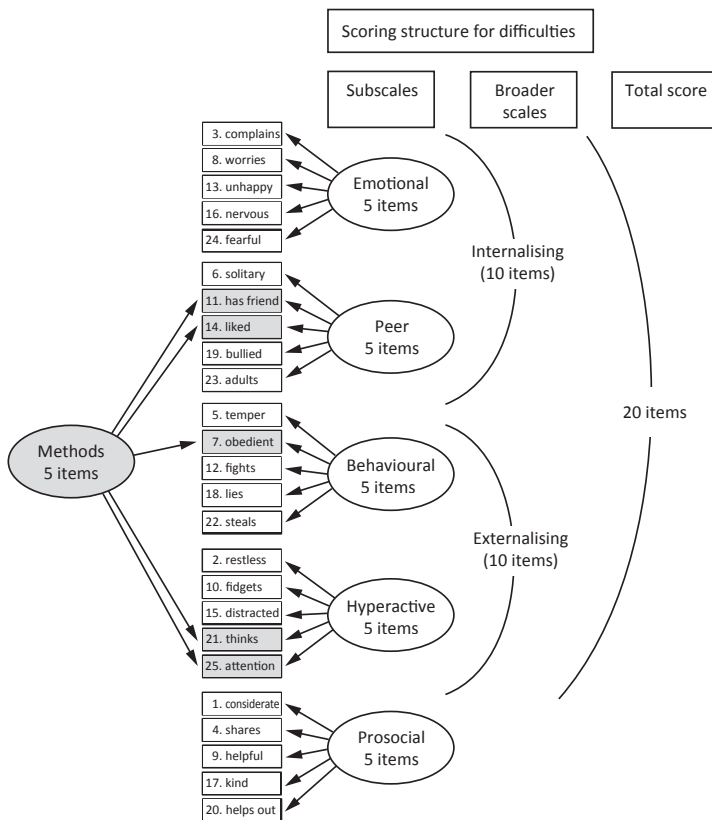 Scoring structure for difficulties
Subscales
Broader
scales
Total score
3. complains
8. worries
13. unhappy
16. nervous
24. fearful
Emotional
5 items
Internalising
(10 items)
6. solitary
11. has friend
14. liked
19. bullied
23. adults
Peer
5 items
20 items
Methods
5 items
5. temper
7. obedient
12. fights
18. lies
22. steals
Behavioural
5 items
Externalising
(10 items)
2. restless
10. fidgets
15. distracted
21. thinks
25. attention
Hyperactive
5 items
1. considerate
4. shares
9. helpful
17. kind
20. helps out
Prosocial
5 items